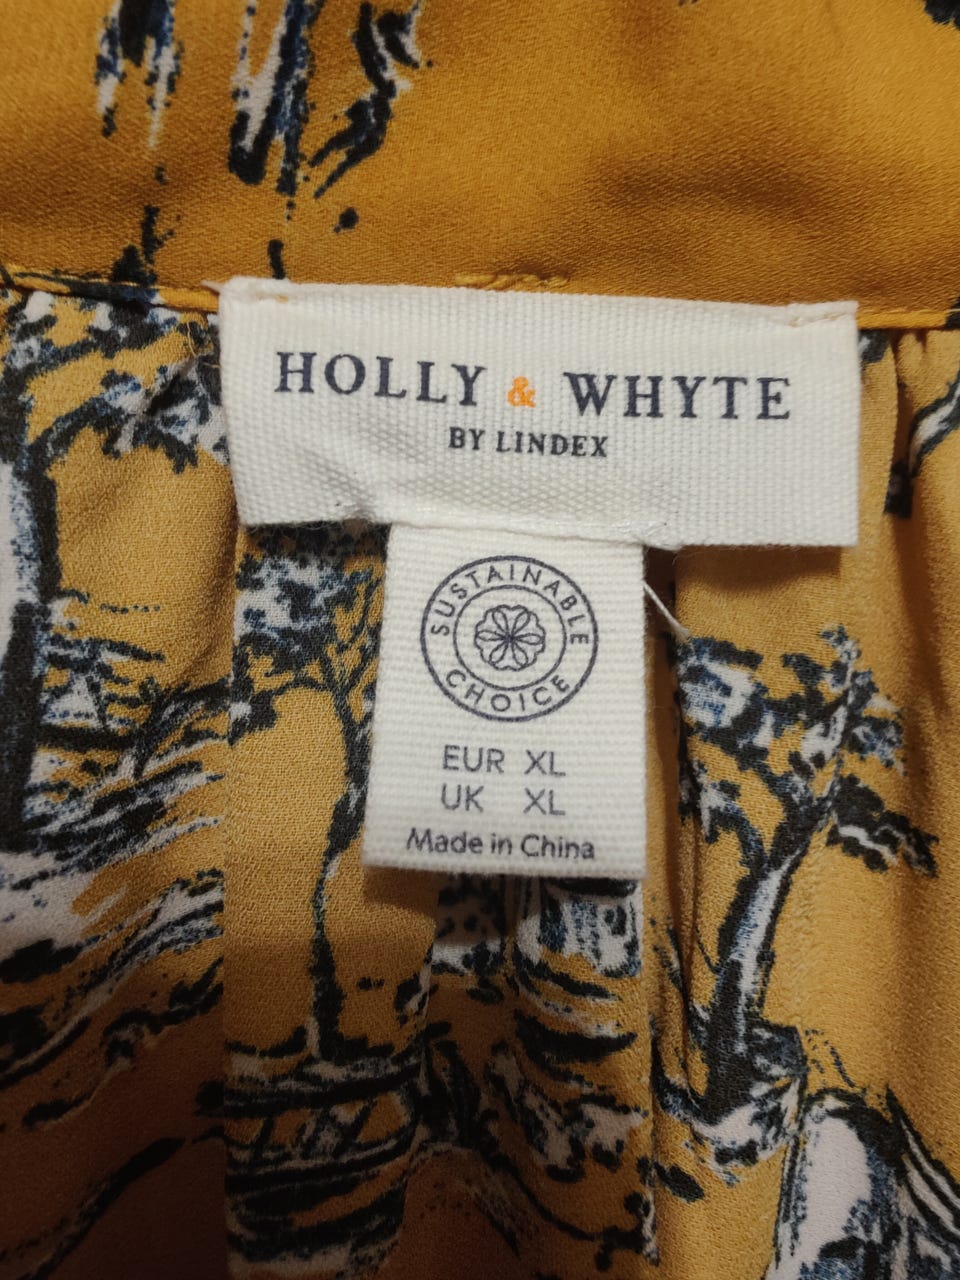 HOLLY & WHYTE
BY LINDEX
SUSTAINABLE
CHOICE
EUR XL
UK XL
Made in China